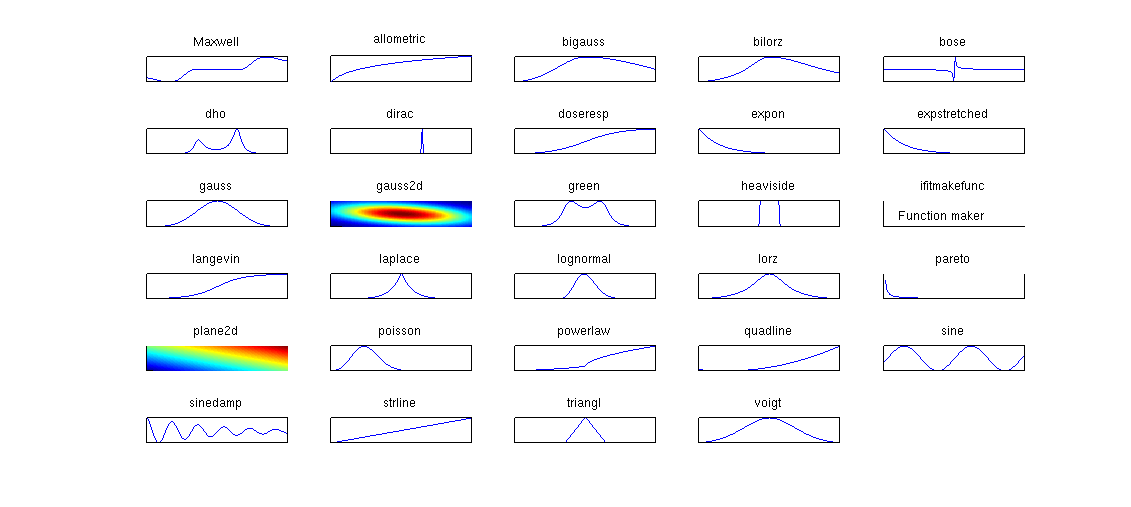 Maxwell
allometric
bigauss
bilorz
bose
dho
dirac
doseresp
expon
expstretched
gauss
gauss2d
green
heaviside
ifitmakefunc
Function maker
langevin
laplace
lognormal
lorz
pareto
plane2d
poisson
powerlaw
quadline
sine
sinedamp
strline
triangl
voigt